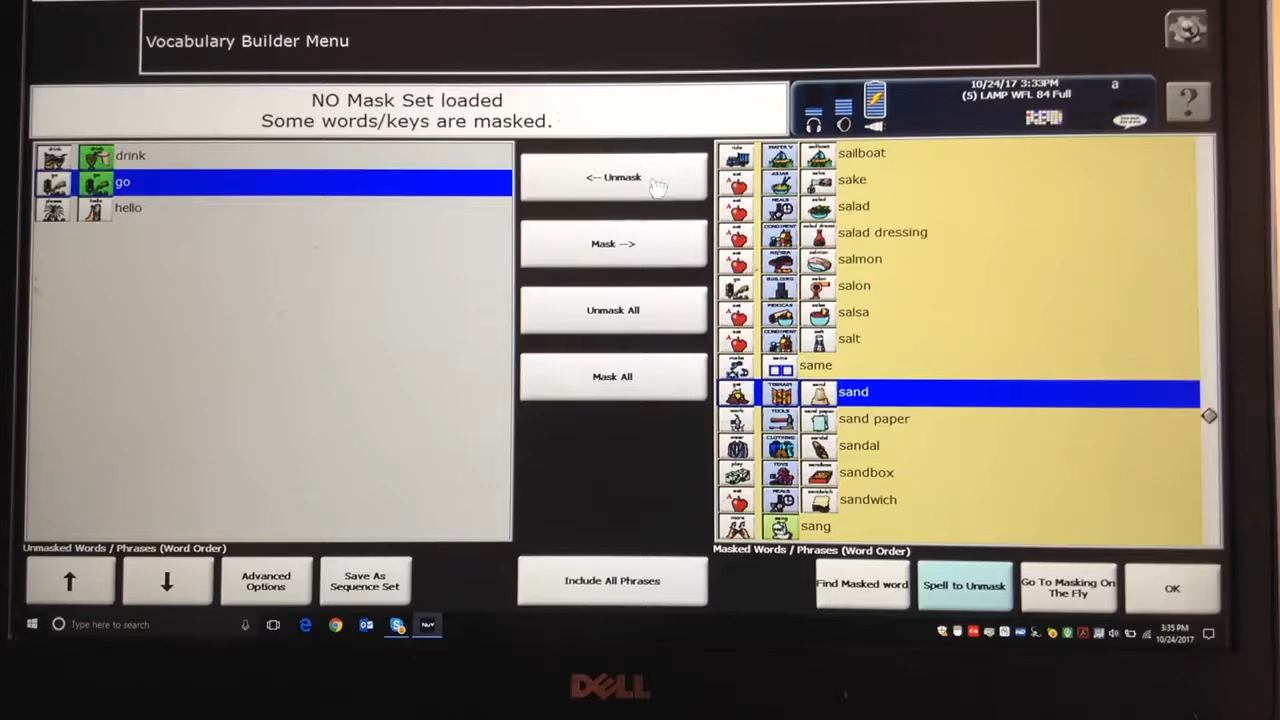 Vocabulary Builder Menu
NO Mask Set loaded
Some words/keys are masked.
10/24/17 3:33PM
(5) LAMP WFL 84 Full
a
?
drink
go
hello
<-- Unmask
Mask -->
Unmask All
Mask All
sailboat
sake
salad
salad dressing
salmon
salon
salsa
salt
same
sand
sand paper
sandal
sandbox
sandwich
sang
Unmasked Words / Phrases (Word Order)
Masked Words / Phrases (Word Order)
Advanced
Options
Save As
Sequence Set
Include All Phrases
Find Masked word
Spell to Unmask
Go To Masking On
The Fly
OK
Type here to search
3:35 PM
10/24/2017
DELL